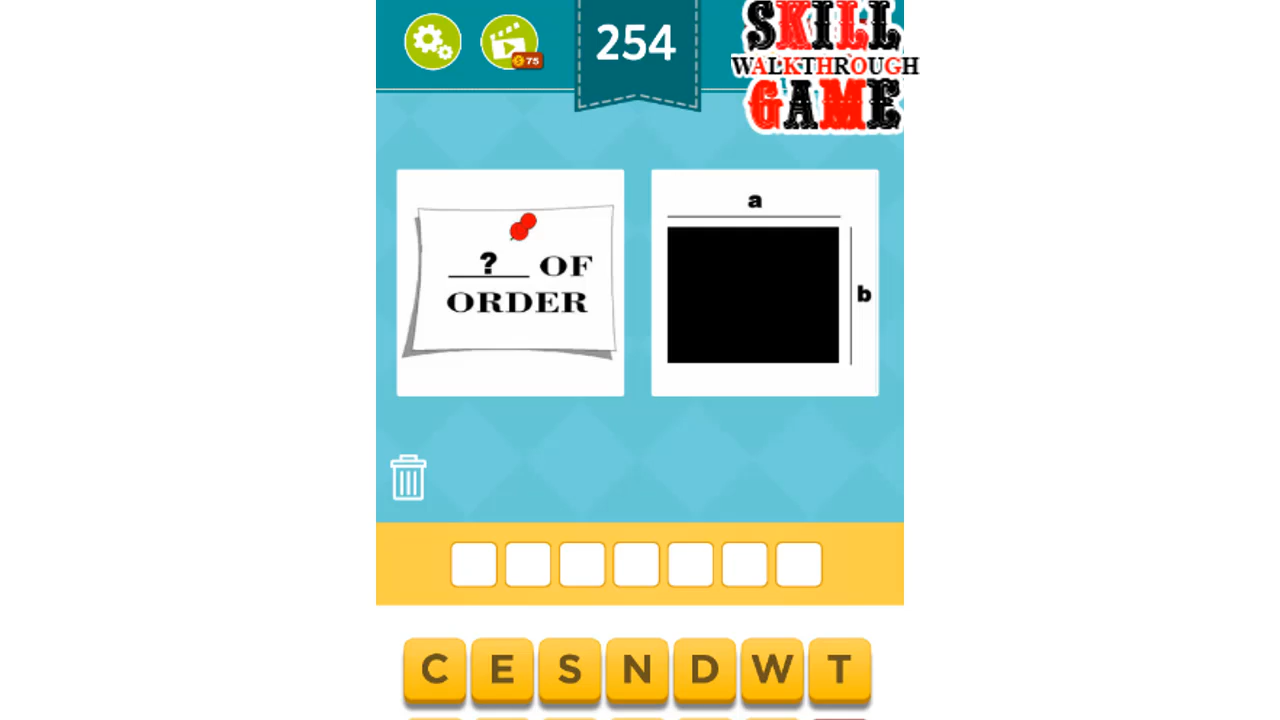 254
75
SKILL
WALKTHROUGH
GAME
? OF
ORDER
a
b
C E S N D W T